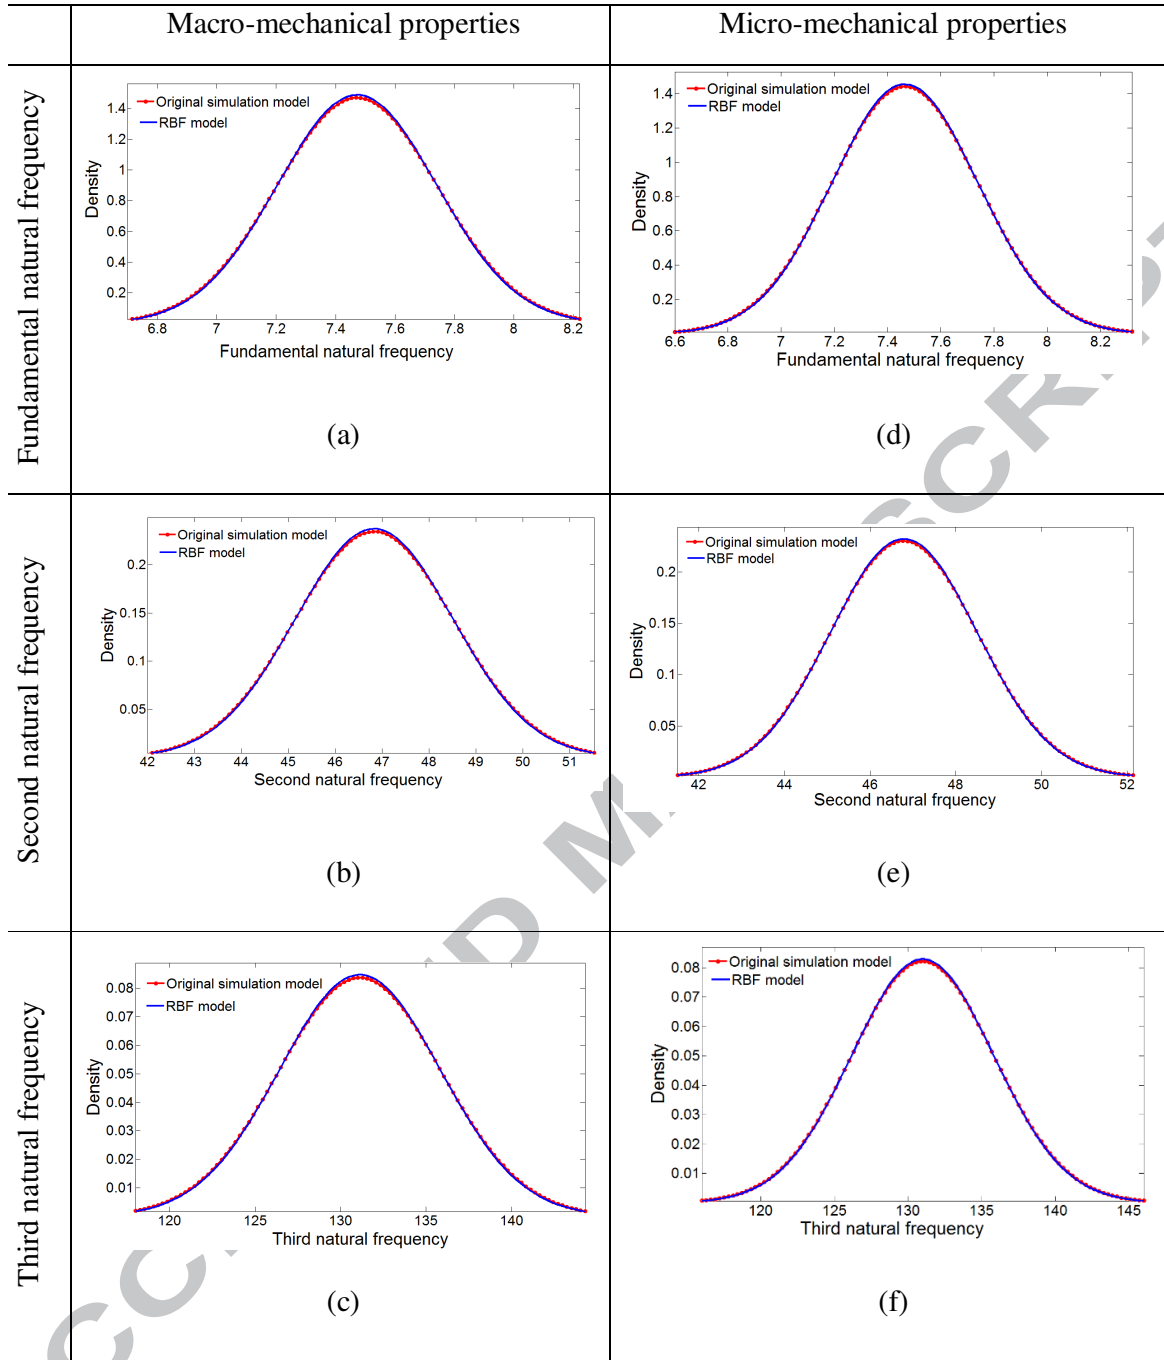 Macro-mechanical properties
Micro-mechanical properties
Fundamental natural frequency
Original simulation model
RBF model
1.4
1.2
1
0.8
0.6
0.4
0.2
Density
6.8 7 7.2 7.4 7.6 7.8 8 8.2
Fundamental natural frequency
(a)
Original simulation model
RBF model
1.4
1.2
1
0.8
0.6
0.4
0.2
Density
6.6 6.8 7 7.2 7.4 7.6 7.8 8 8.2
Fundamental natural frequency
(d)
Second natural frequency
Original simulation model
RBF model
0.2
0.15
0.1
0.05
Density
42 43 44 45 46 47 48 49 50 51
Second natural frequency
(b)
Original simulation model
RBF model
0.2
0.15
0.1
0.05
Density
42 44 46 48 50 52
Second natural frquency
(e)
Third natural frequency
Original simulation model
RBF model
0.08
0.07
0.06
0.05
0.04
0.03
0.02
0.01
Density
120 125 130 135 140
Third natural frequency
(c)
Original simulation model
RBF model
0.08
0.07
0.06
0.05
0.04
0.03
0.02
0.01
Density
120 125 130 135 140 145
Third natural frequency
(f)